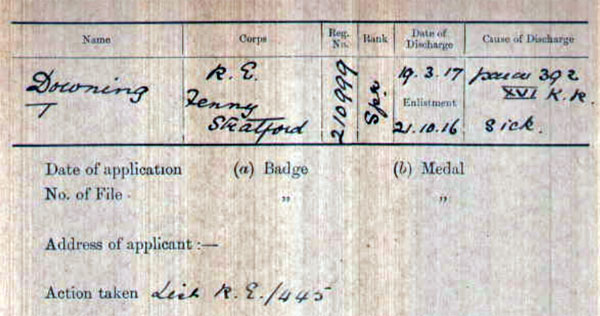 Name Corps Reg. No. Rank Date of Discharge Cause of Discharge
Downing R. E. 210999 Spr 19.3.17 para 392
T Fenny Enlistment XVI K.R.
Stratford 21.10.16 Sick.
Date of application (a) Badge (b) Medal
No. of File - „ „
Address of applicant :—
Action taken List R.E./445